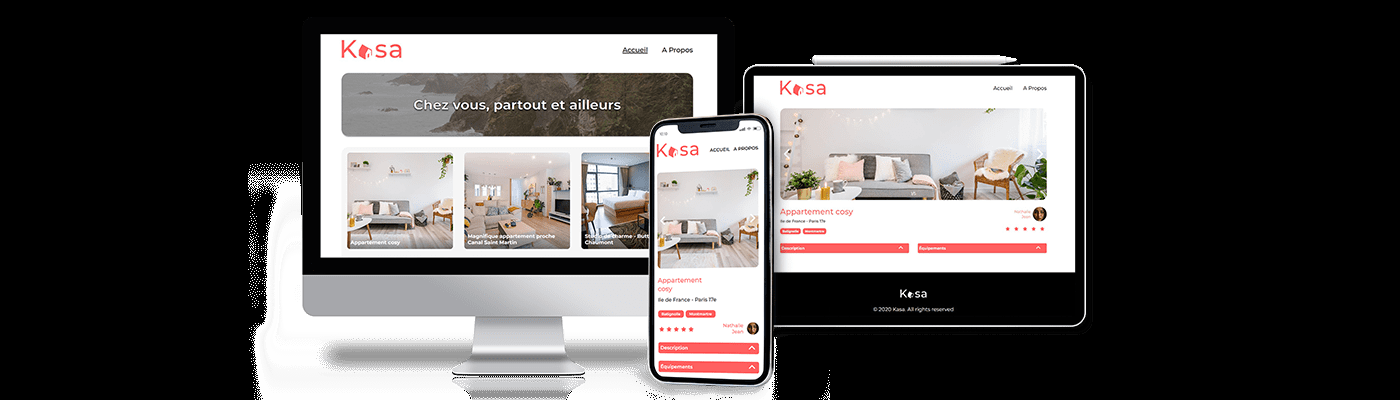 Kasa
Accueil A Propos
Chez vous, partout et ailleurs
Appartement cosy
Magnifique appartement proche
Canal Saint Martin
Studio de charme - Butt
Chaumont
Kasa
ACCUEIL A PROPOS
Appartement
cosy
Ile de France - Paris 17e
Batignolle Montmartre
Nathalie
Jean
Description
Équipements
Kasa
Accueil A Propos
Appartement cosy
Ile de France - Paris 17e
Batignolle Montmartre
Nathalie
Jean
Description
Équipements
Kasa
© 2020 Kasa. All rights reserved